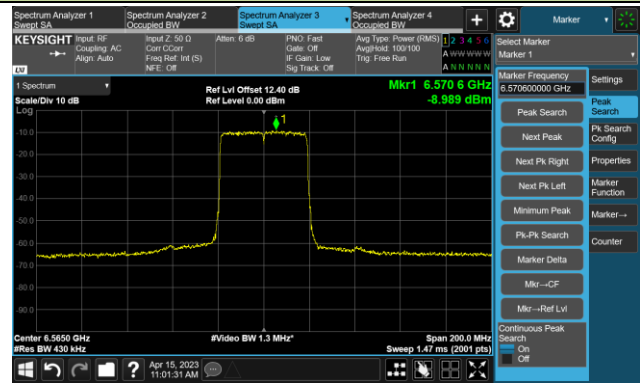 Spectrum Analyzer 1
Swept SA
Spectrum Analyzer 2
Occupied BW
Spectrum Analyzer 3
Swept SA
Spectrum Analyzer 4
Occupied BW
+
Marker
KEYSIGHT
Input: RF
Coupling: AC
Align: Auto
Input Z: 50 Ω
Corr CCorr
Freq Ref: Int (S)
NFE: Off
Atten: 6 dB
PNO: Fast
Gate: Off
IF Gain: Low
Sig Track: Off
Avg Type: Power (RMS)
Avg|Hold: 100/100
Trig: Free Run
1 2 3 4 5 6
A W W W W W
A N N N N N
LXI
Select Marker
Marker 1
1 Spectrum
Scale/Div 10 dB
Log
Ref Lvl Offset 12.40 dB
Ref Level 0.00 dBm
Mkr1 6.570 6 GHz
-8.989 dBm
1
-10.0
-20.0
-30.0
-40.0
-50.0
-60.0
-70.0
-80.0
-90.0
Center 6.5650 GHz
#Res BW 430 kHz
#Video BW 1.3 MHz*
Span 200.0 MHz
Sweep 1.47 ms (2001 pts)
Marker Frequency
6.570600000 GHz
Peak Search
Next Peak
Next Pk Right
Next Pk Left
Minimum Peak
Pk-Pk Search
Marker Delta
Mkr→CF
Mkr→Ref Lvl
Continuous Peak
Search
On
Off
Settings
Peak
Search
Pk Search
Config
Properties
Marker
Function
Marker→
Counter
?
Apr 15, 2023
11:01:31 AM